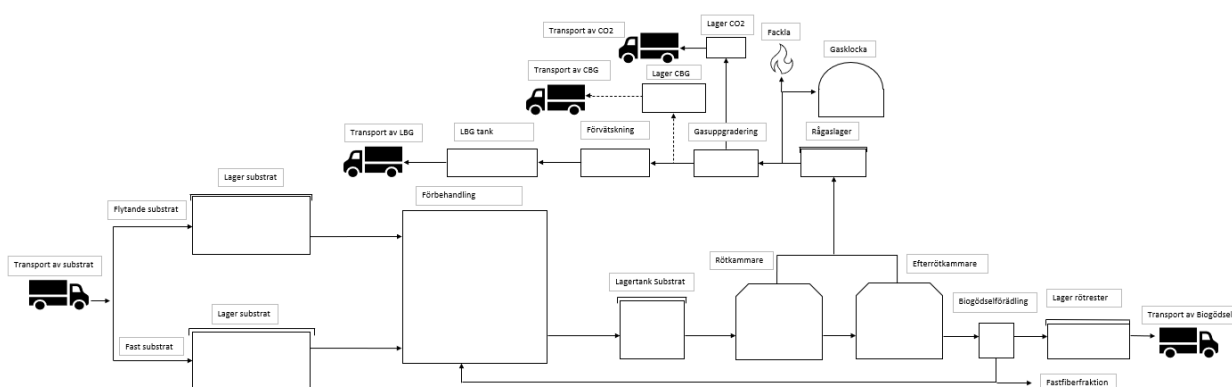 Transport av CO2
Lager CO2
Fackla
Gasklocka
Transport av CBG
Lager CBG
Transport av LBG
LBG tank
Förvätskning
Gasuppgradering
Rågaslager
Lager substrat
Förbehandling
Flytande substrat
Transport av substrat
Rötkammare
Efterrötkammare
Lagertank Substrat
Biogödselförädling
Lager rötrester
Transport av Biogödsel
Lager substrat
Fast substrat
Fastfiberfraktion